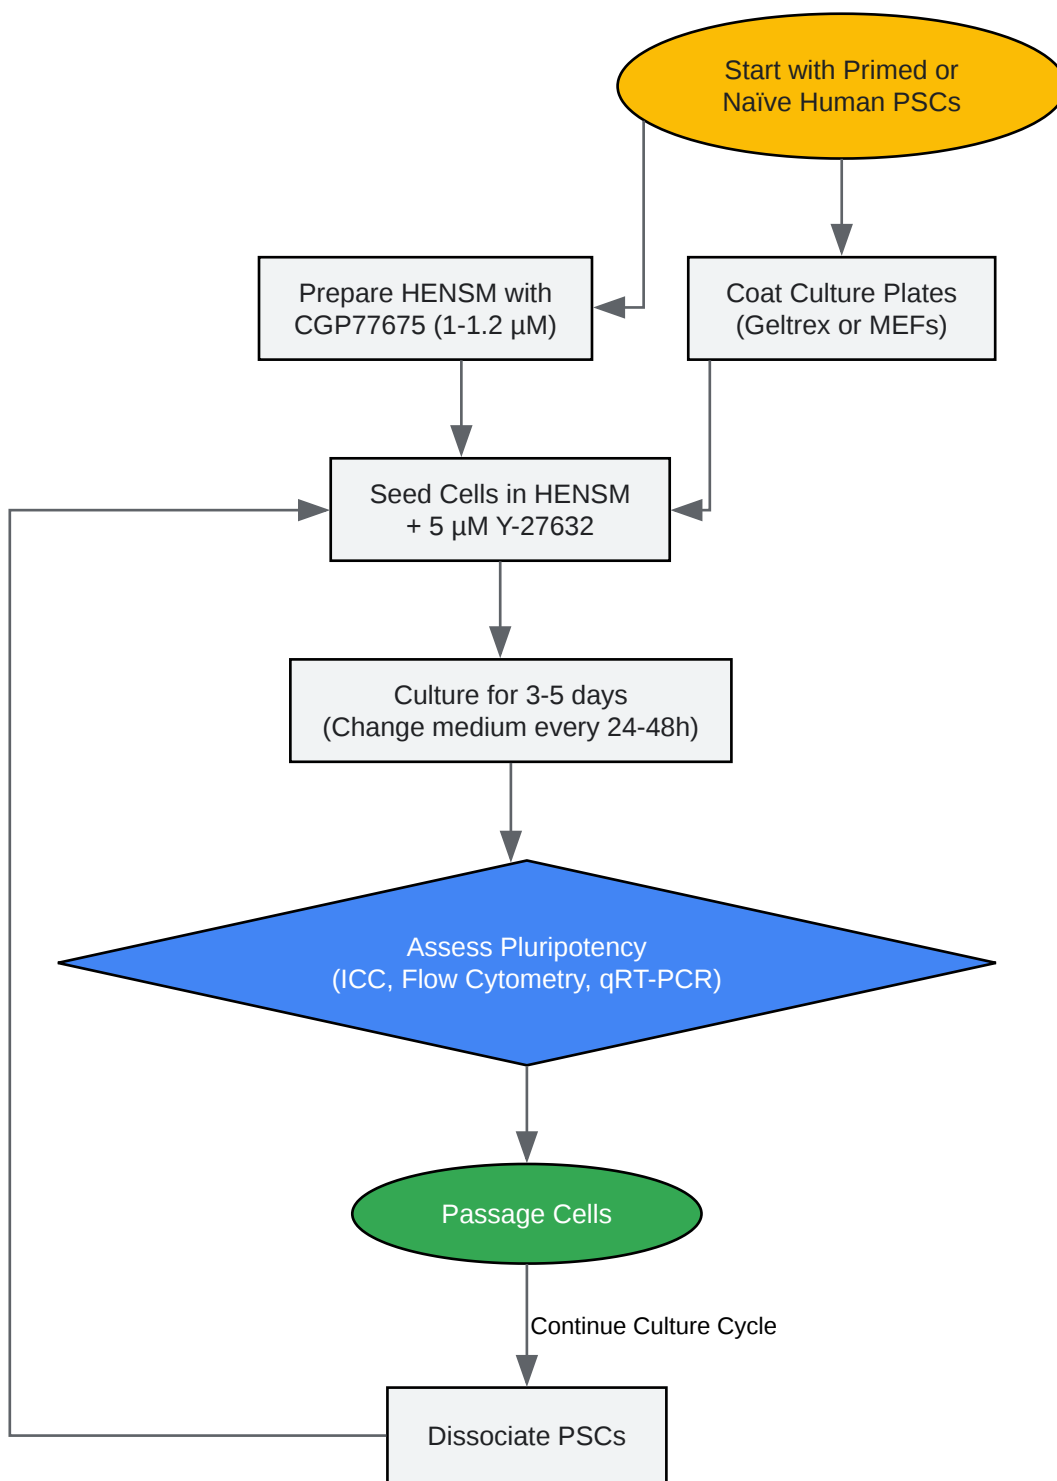 Start with Primed or
Naïve Human PSCs
Prepare HENSM with
CGP77675 (1-1.2 µM)
Coat Culture Plates
(Geltrex or MEFs)
Seed Cells in HENSM
+ 5 µM Y-27632
Culture for 3-5 days
(Change medium every 24-48h)
Assess Pluripotency
(ICC, Flow Cytometry, qRT-PCR)
Passage Cells
Continue Culture Cycle
Dissociate PSCs